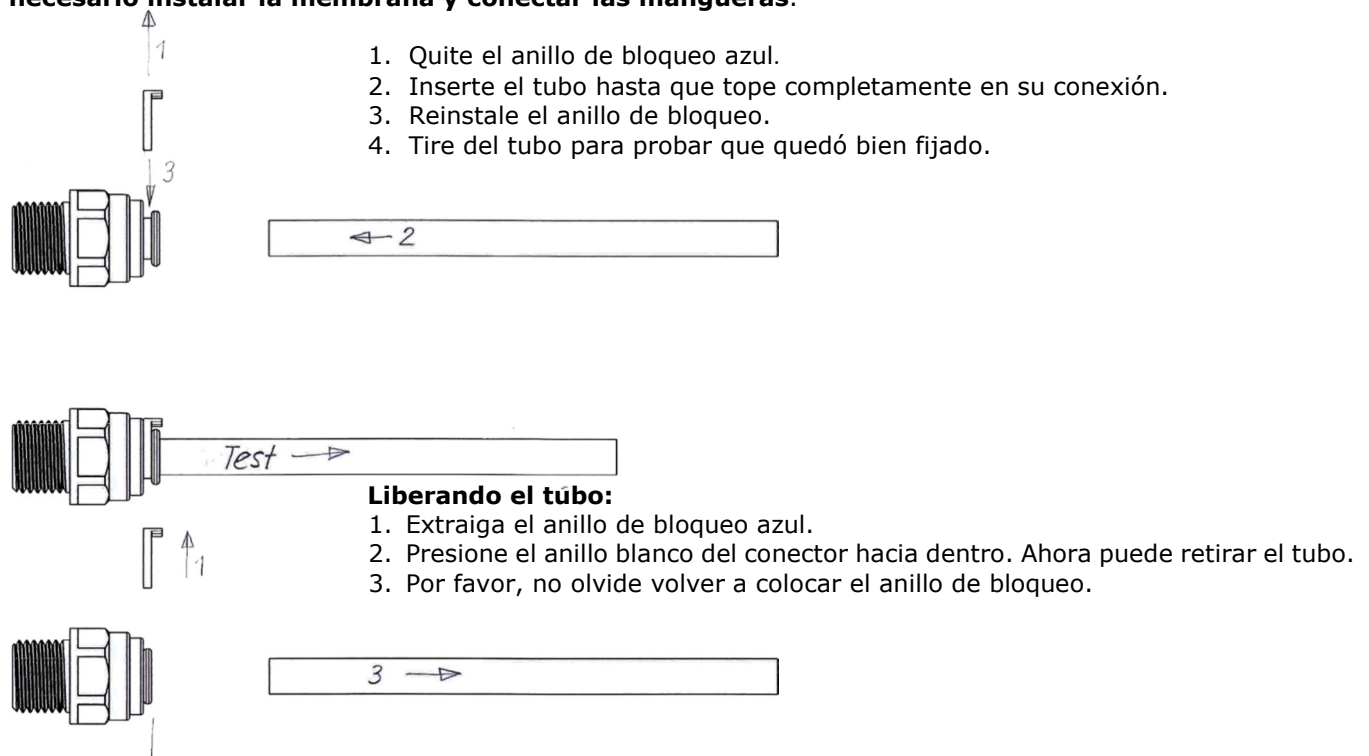 necesario instalar la membrana y conectar las mangueras.
1
1. Quite el anillo de bloqueo azul.
2. Inserte el tubo hasta que tope completamente en su conexión.
3. Reinstale el anillo de bloqueo.
4. Tire del tubo para probar que quedó bien fijado.
3
2
Test
Liberando el tubo:
1. Extraiga el anillo de bloqueo azul.
2. Presione el anillo blanco del conector hacia dentro. Ahora puede retirar el tubo.
3. Por favor, no olvide volver a colocar el anillo de bloqueo.
1
3